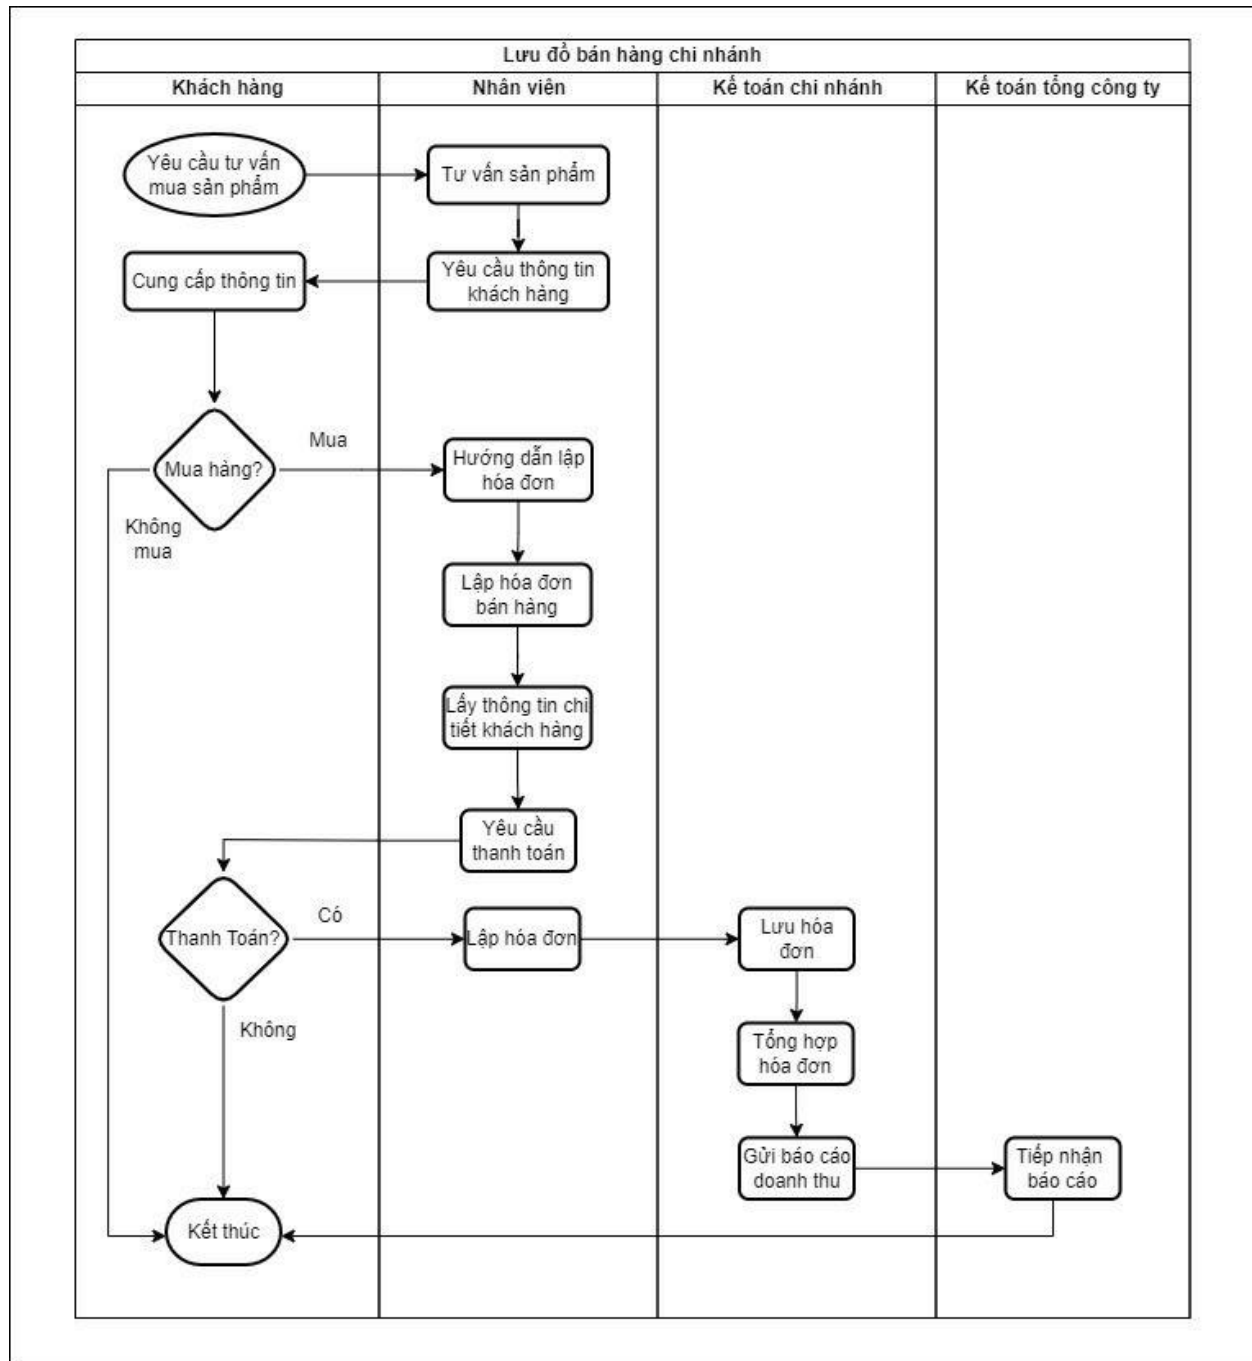 Lưu đồ bán hàng chi nhánh
Khách hàng
Nhân viên
Kế toán chi nhánh
Kế toán tổng công ty
Yêu cầu tư vấn
mua sản phẩm
Tư vấn sản phẩm
Cung cấp thông tin
Yêu cầu thông tin
khách hàng
Mua hàng?
Mua
Không
mua
Hướng dẫn lập
hóa đơn
Lập hóa đơn
bán hàng
Lấy thông tin chi
tiết khách hàng
Yêu cầu
thanh toán
Thanh Toán?
Có
Không
Lập hóa đơn
Lưu hóa
đơn
Tổng hợp
hóa đơn
Gửi báo cáo
doanh thu
Tiếp nhận
báo cáo
Kết thúc